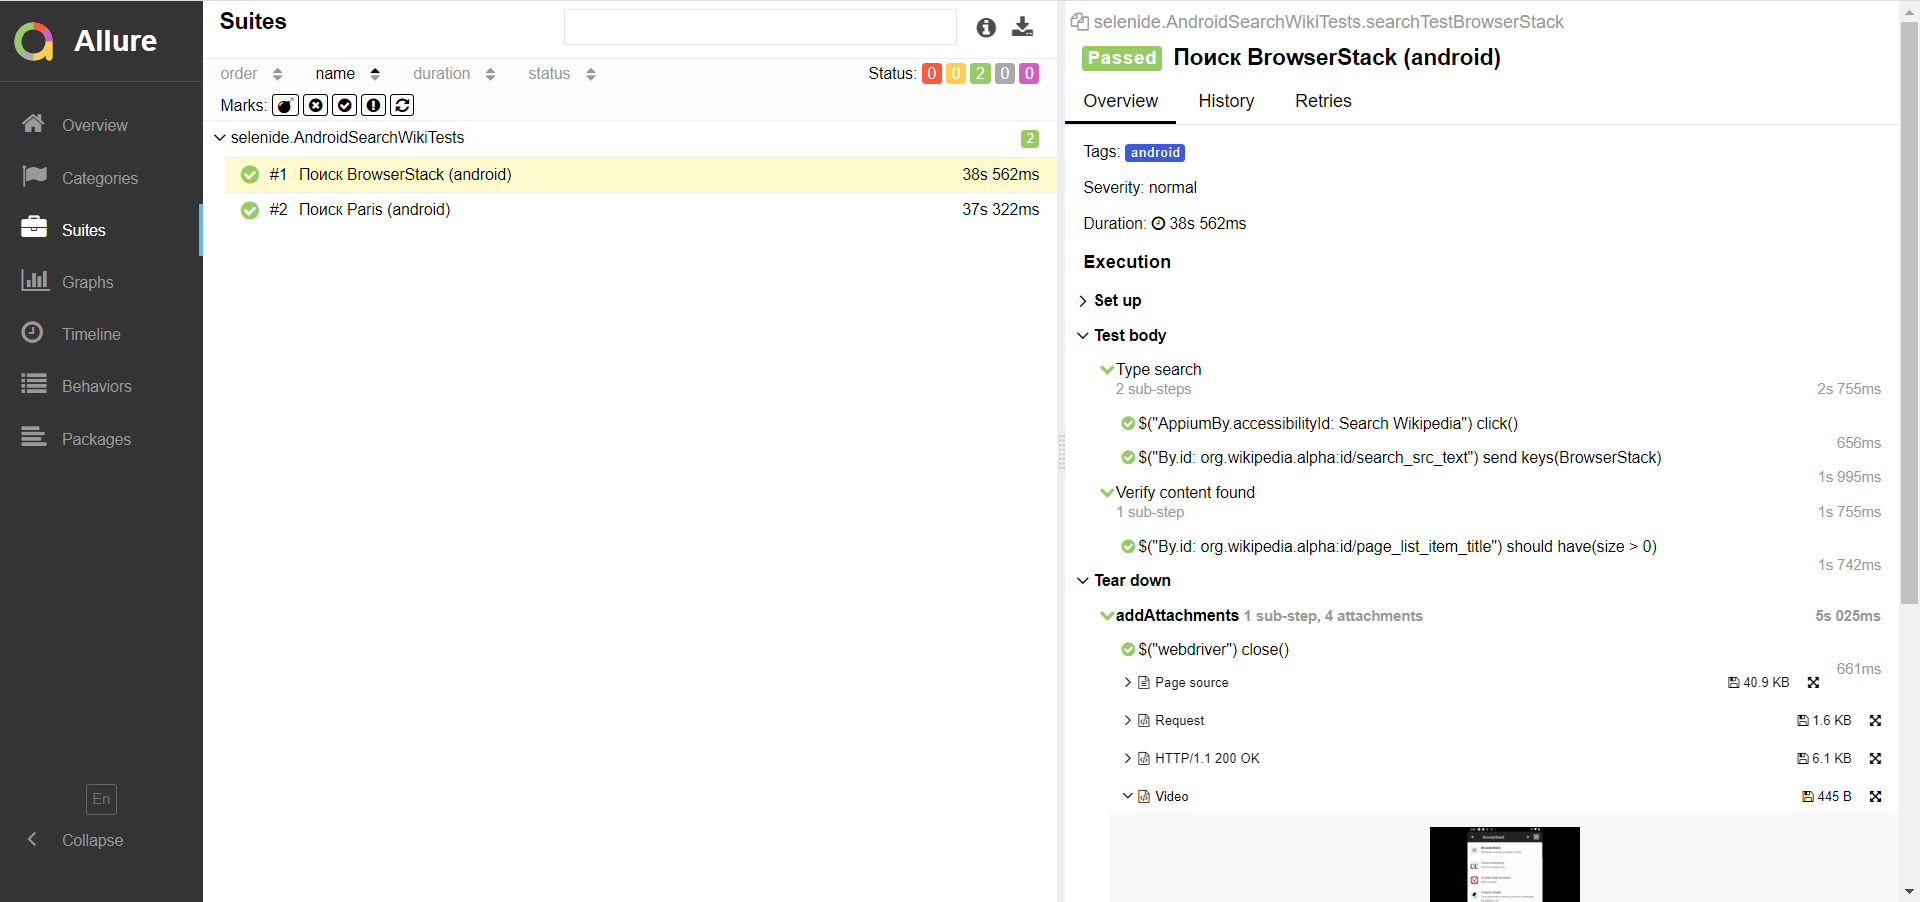 Allure
Overview
Categories
Suites
Graphs
Timeline
Behaviors
Packages
En
Collapse
Suites
order name duration status Status: 0 0 2 0 0
Marks:
selenide.AndroidSearchWikiTests 2
#1 Поиск BrowserStack (android) 38s 562ms
#2 Поиск Paris (android) 37s 322ms
selenide.AndroidSearchWikiTests.searchTestBrowserStack
Passed Поиск BrowserStack (android)
Overview History Retries
Tags: android
Severity: normal
Duration: 38s 562ms
Execution
Set up
Test body
Type search
2 sub-steps 2s 755ms
$("AppiumBy.accessibilityId: Search Wikipedia") click()
656ms
$("By.id: org.wikipedia.alpha:id/search_src_text") send keys(BrowserStack)
1s 995ms
Verify content found
1 sub-step 1s 755ms
$("By.id: org.wikipedia.alpha:id/page_list_item_title") should have(size > 0)
1s 742ms
Tear down
addAttachments 1 sub-step, 4 attachments 5s 025ms
$("webdriver") close()
661ms
Page source 40.9 KB
Request 1.6 KB
HTTP/1.1 200 OK 6.1 KB
Video 445 B
BrowserStack
BrowserStack